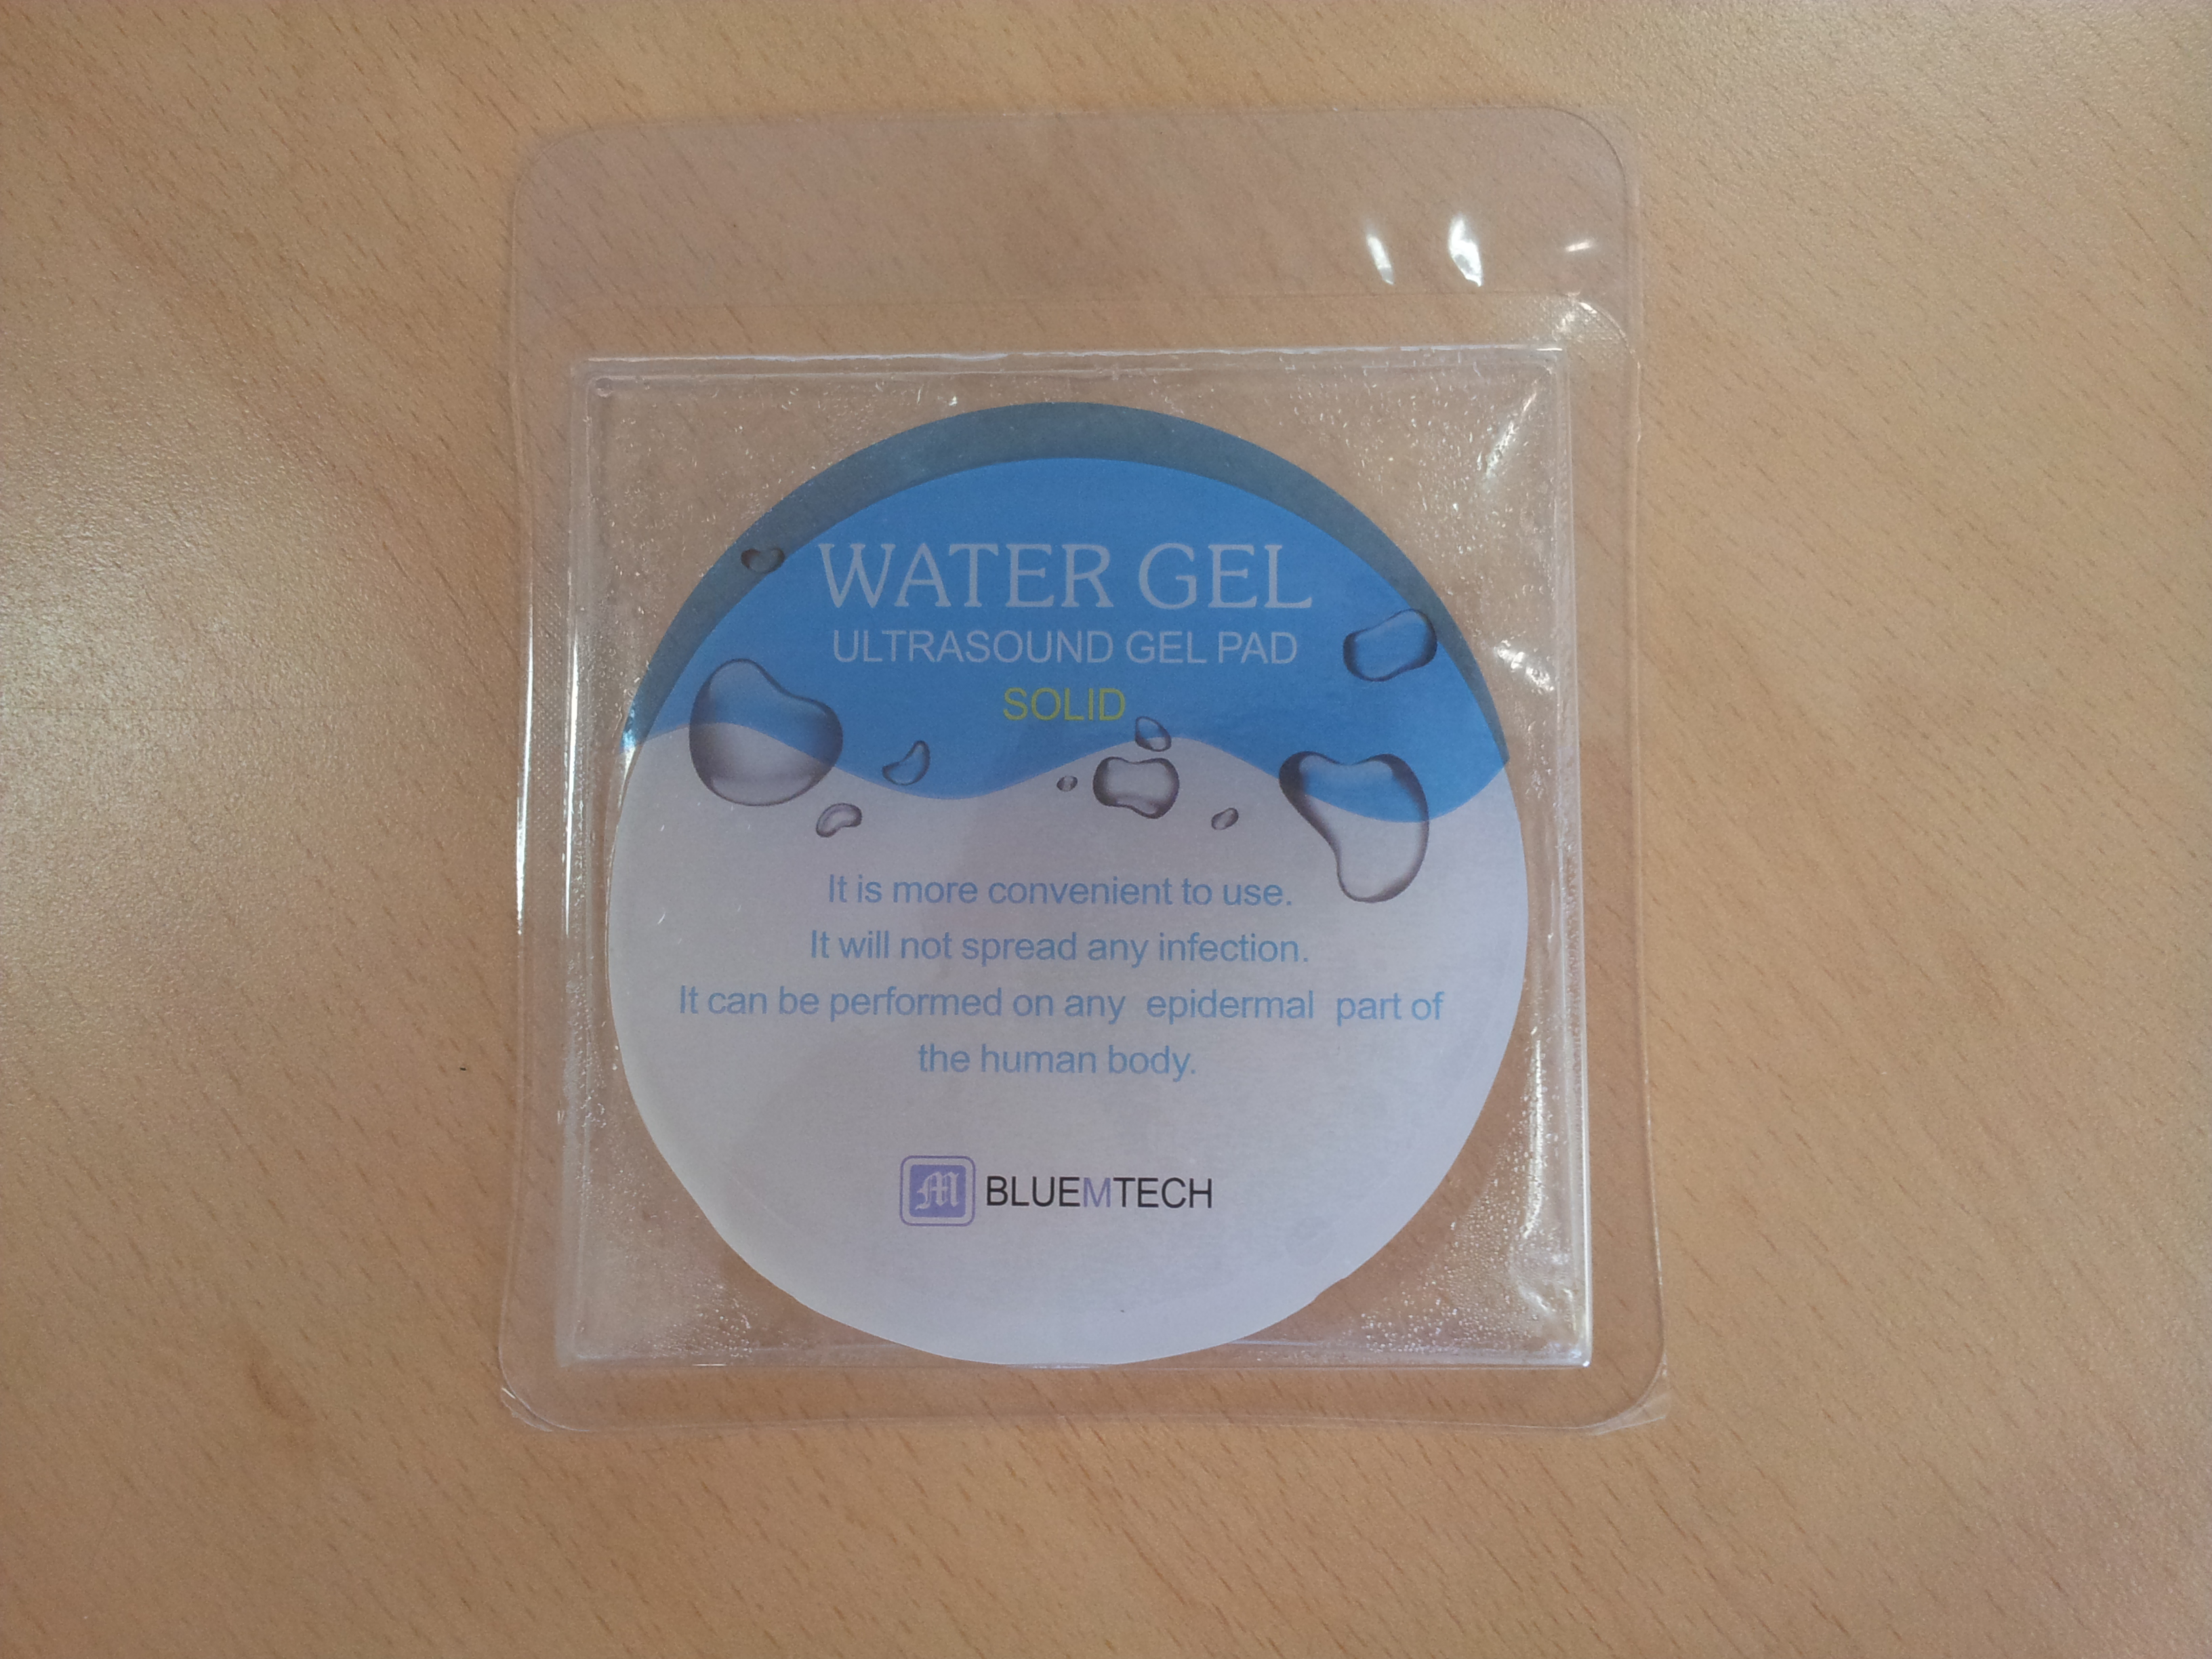 WATER GEL
ULTRASOUND GEL PAD
SOLID
It is more convenient to use.
It will not spread any infection.
It can be performed on any epidermal part of
the human body.
M BLUEMTECH